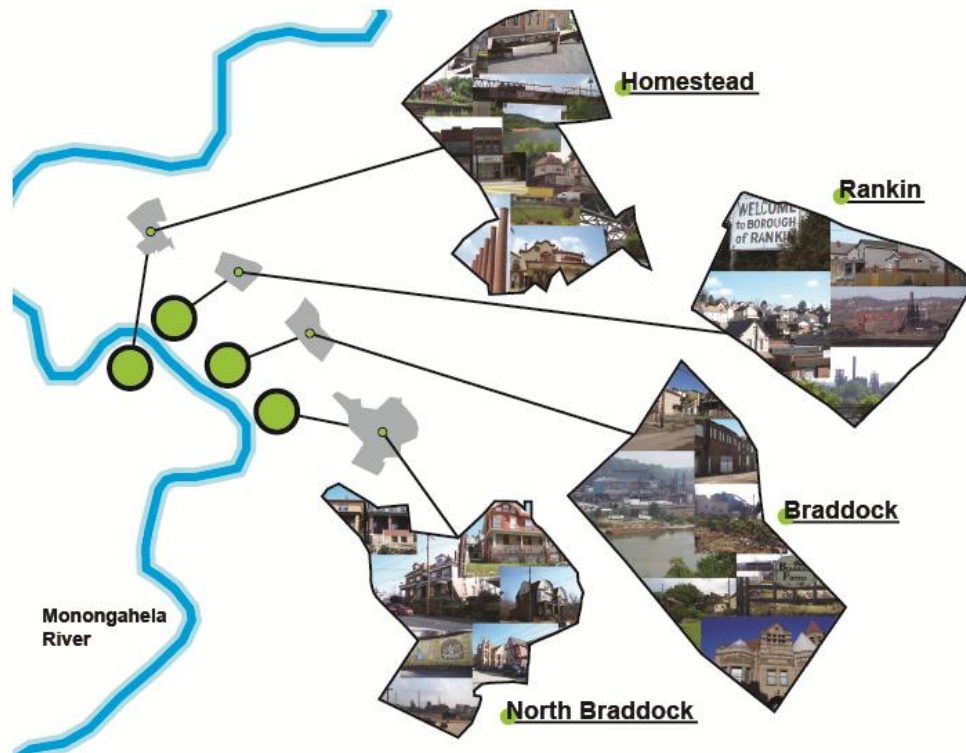 Homestead
Rankin
WELCOME
to BOROUGH
of RANKIN
Braddock
Monongahela
River
North Braddock